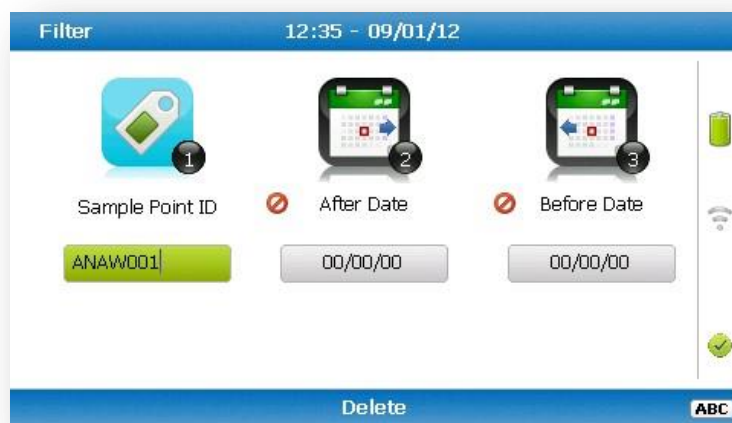 Filter 12:35 - 09/01/12
1 2 3
Sample Point ID After Date Before Date
ANAW001 00/00/00 00/00/00
Delete ABC